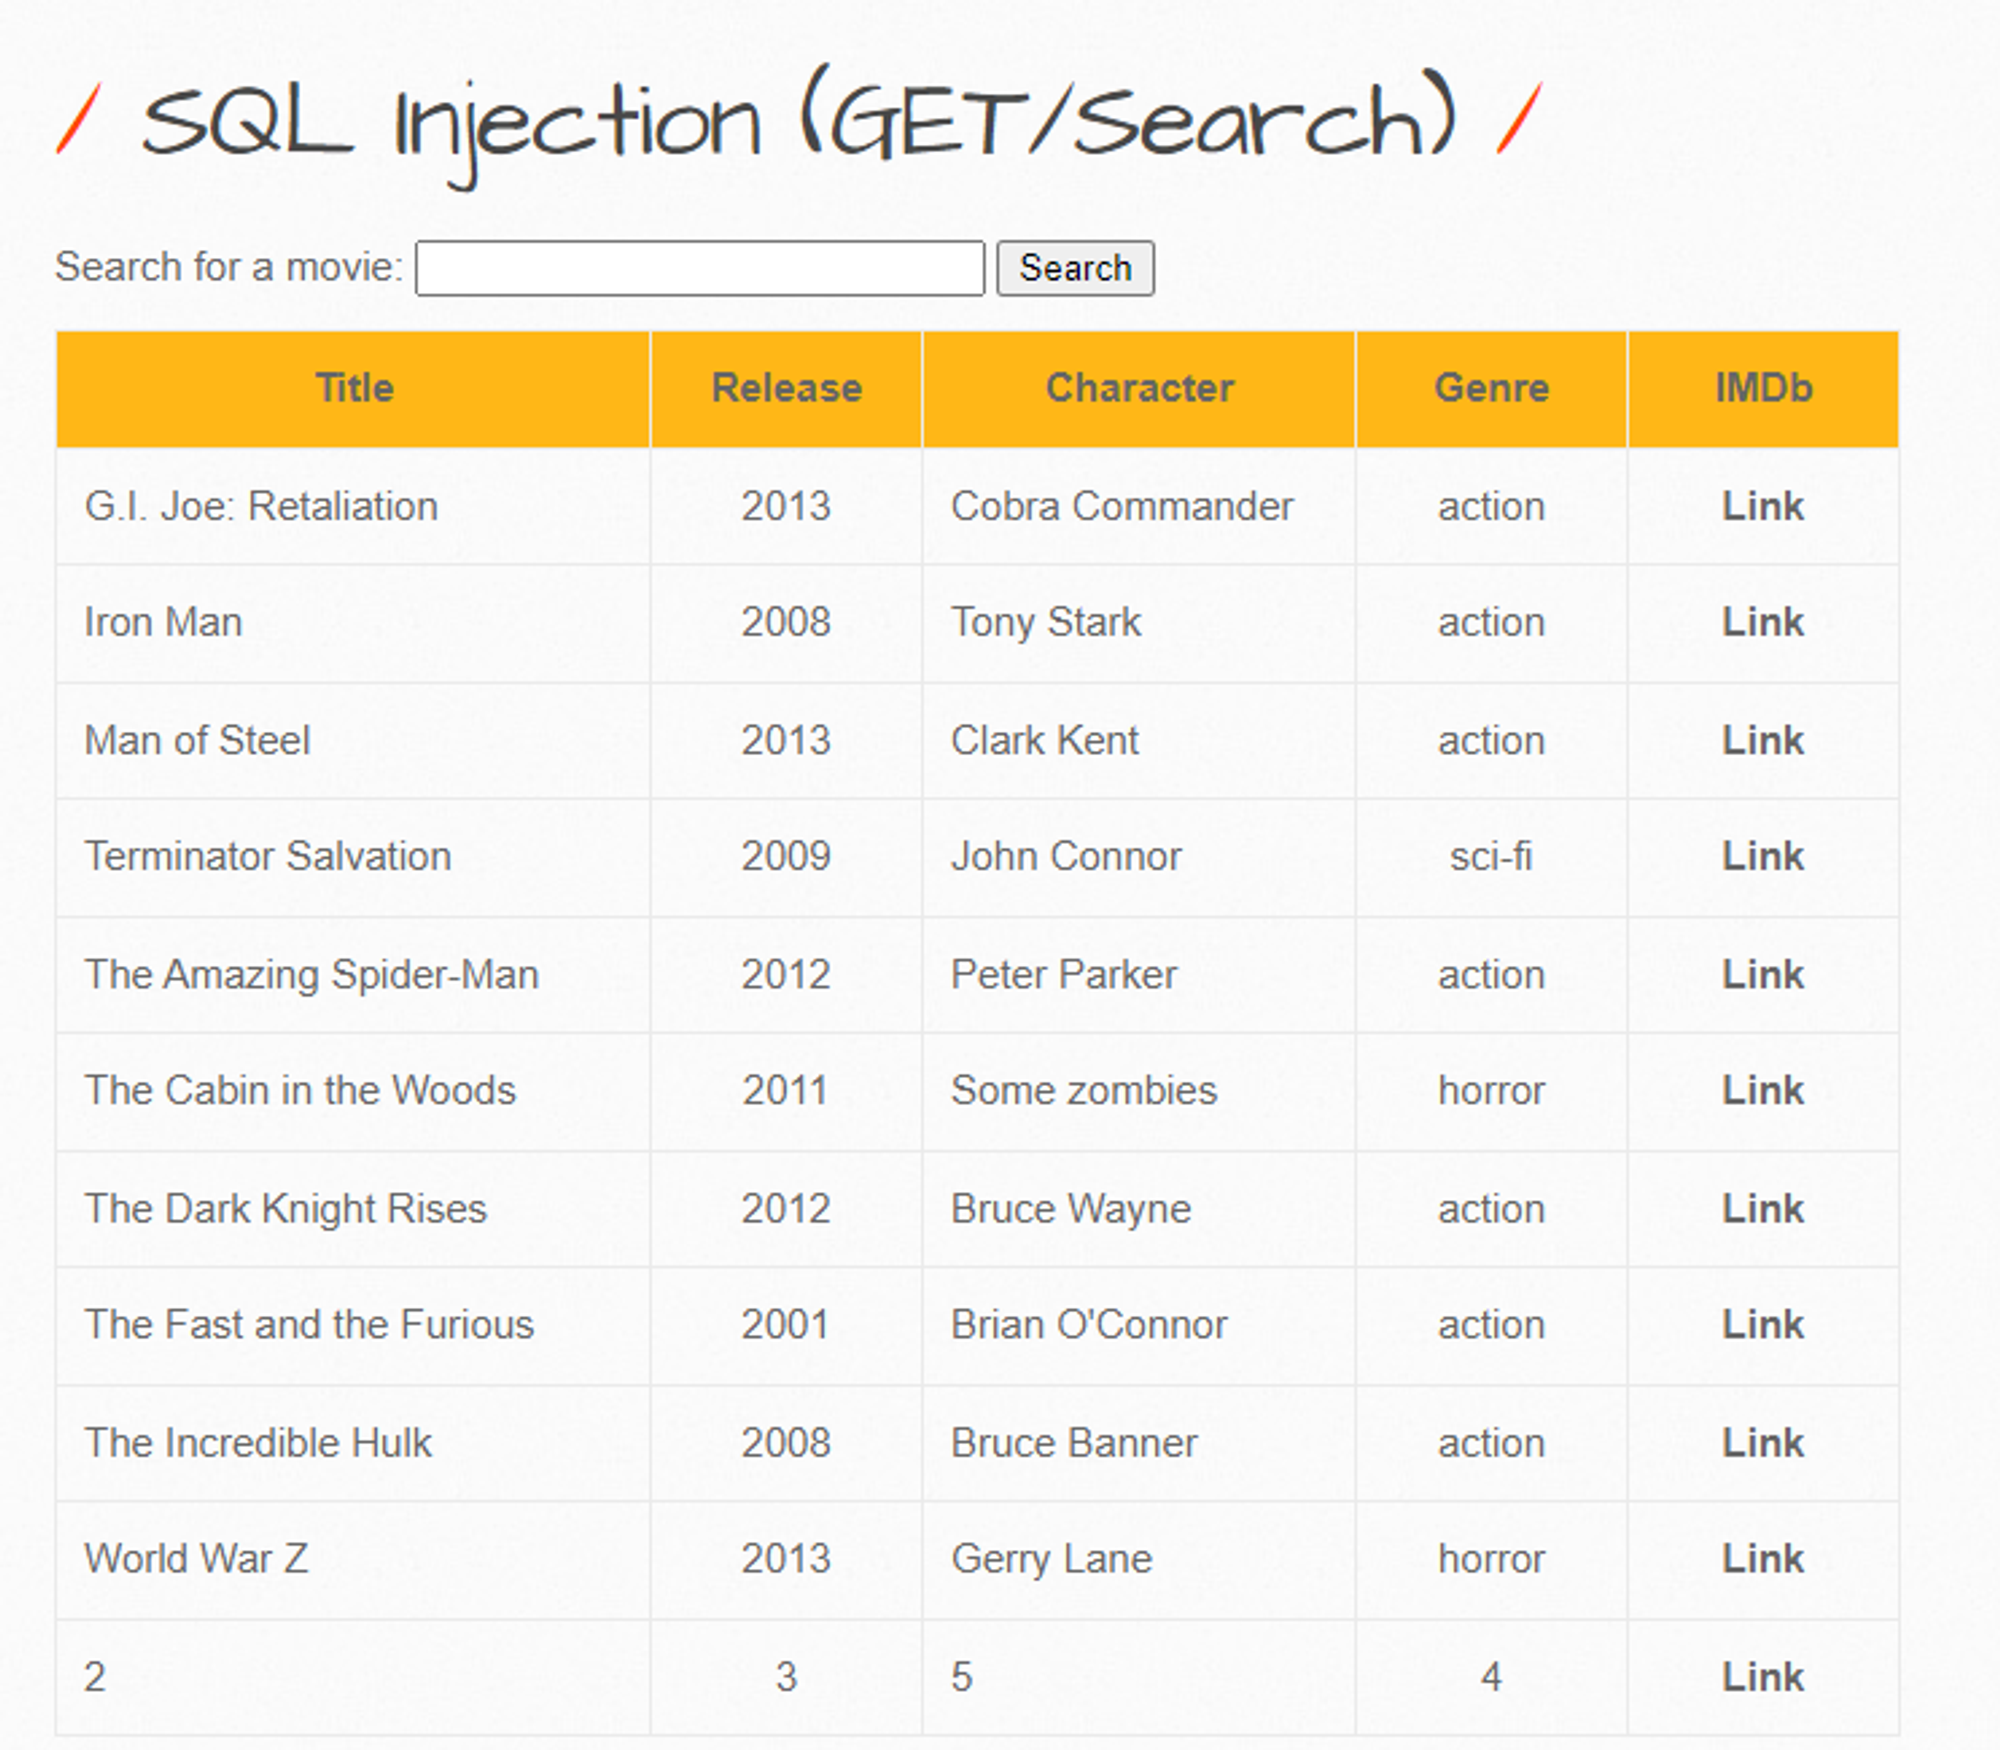 / SQL Injection (GET/Search) /
Search for a movie: Search
Title Release Character Genre IMDb
G.I. Joe: Retaliation 2013 Cobra Commander action Link
Iron Man 2008 Tony Stark action Link
Man of Steel 2013 Clark Kent action Link
Terminator Salvation 2009 John Connor sci-fi Link
The Amazing Spider-Man 2012 Peter Parker action Link
The Cabin in the Woods 2011 Some zombies horror Link
The Dark Knight Rises 2012 Bruce Wayne action Link
The Fast and the Furious 2001 Brian O'Connor action Link
The Incredible Hulk 2008 Bruce Banner action Link
World War Z 2013 Gerry Lane horror Link
2 3 5 4 Link